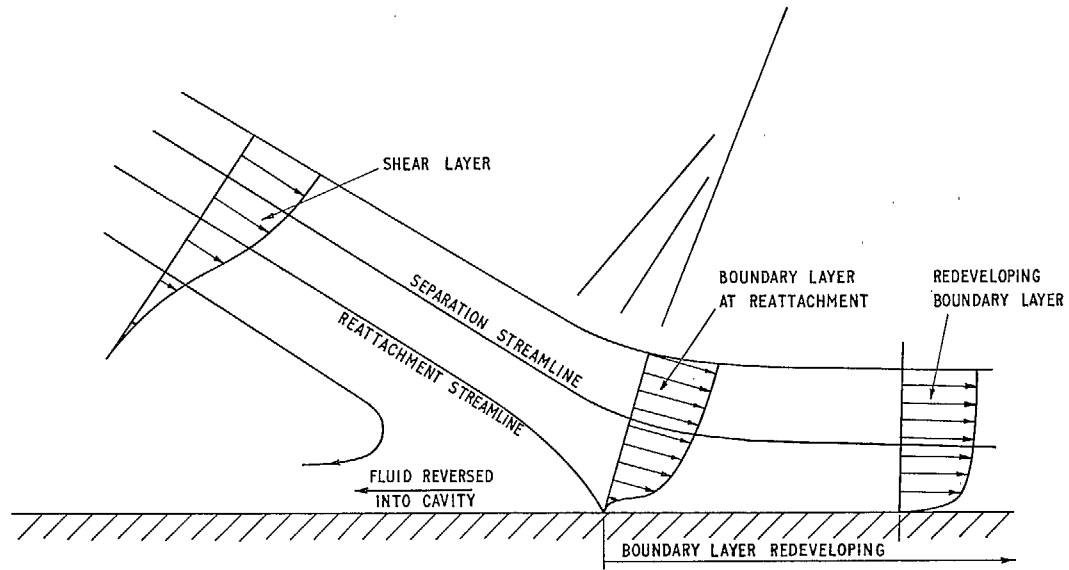 SHEAR LAYER
SEPARATION STREAMLINE
REATTACHMENT STREAMLINE
BOUNDARY LAYER
AT REATTACHMENT
REDEVELOPING
BOUNDARY LAYER
FLUID REVERSED
INTO CAVITY
BOUNDARY LAYER REDEVELOPING